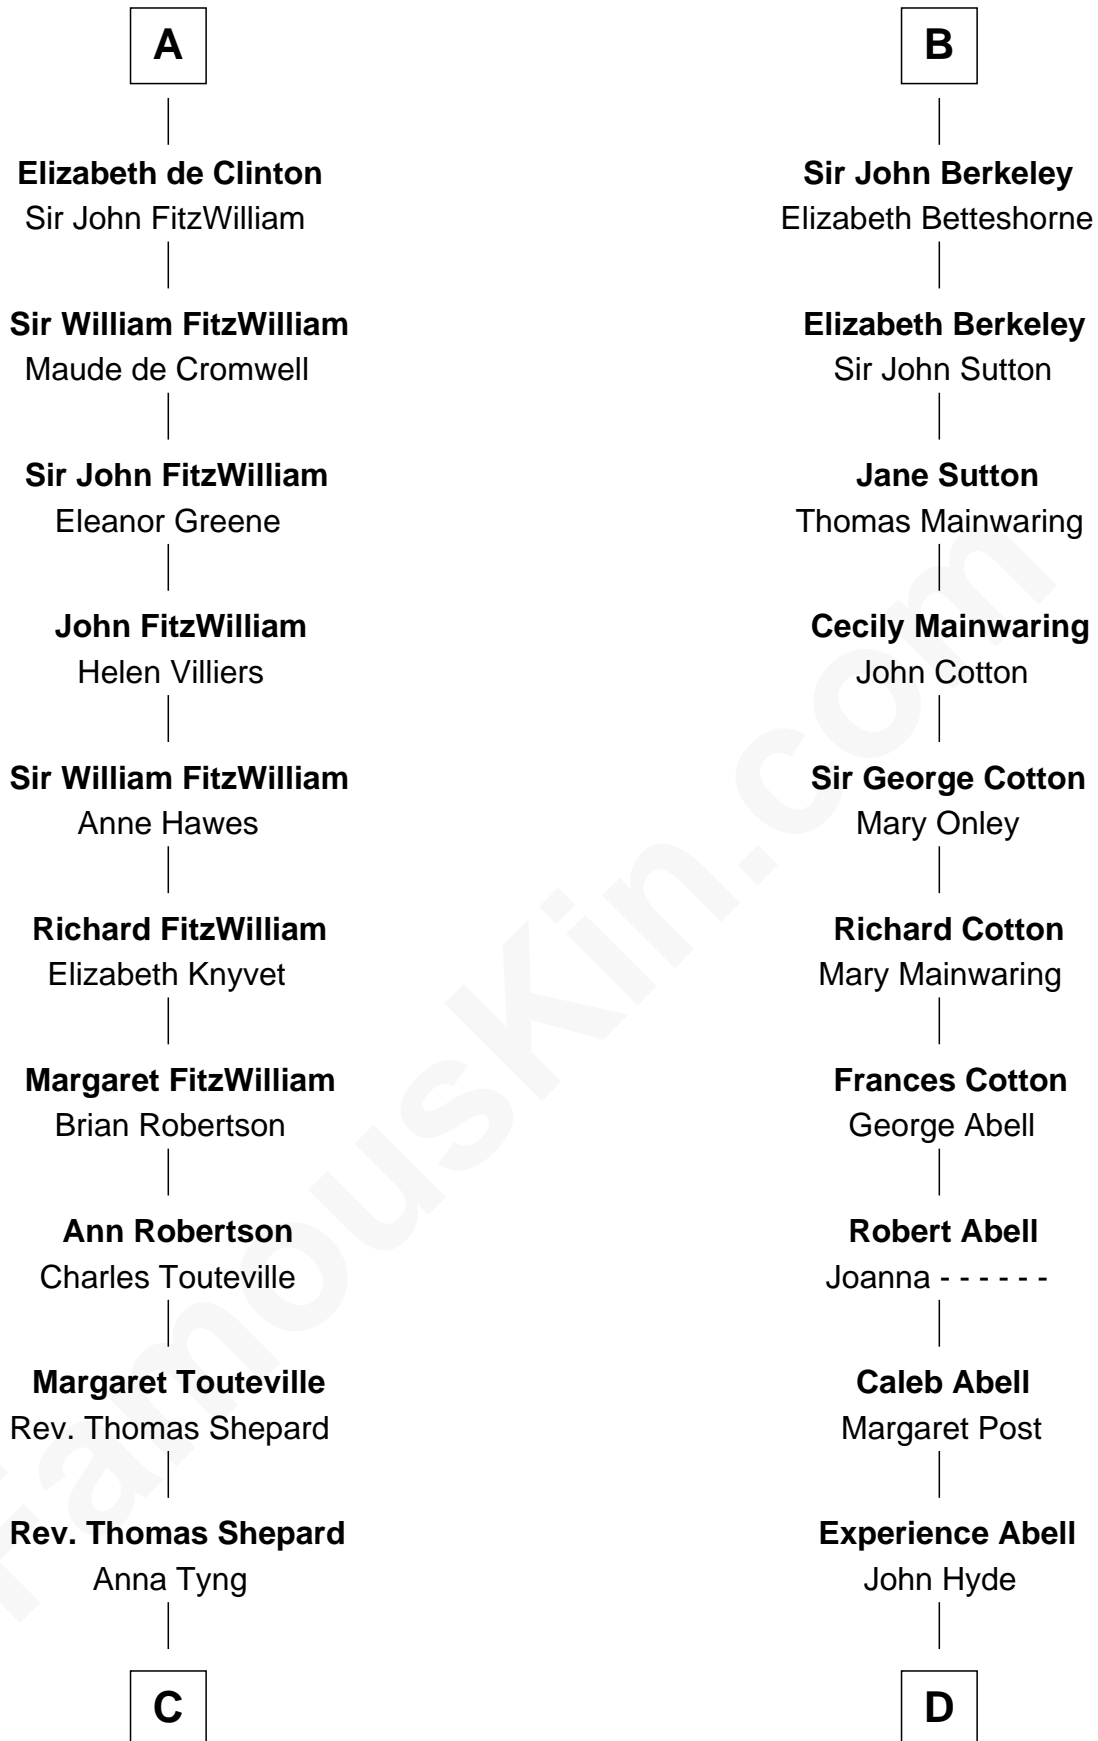 A
Elizabeth de Clinton
Sir John FitzWilliam
Sir William FitzWilliam
Maude de Cromwell
Sir John FitzWilliam
Eleanor Greene
John FitzWilliam
Helen Villiers
Sir William FitzWilliam
Anne Hawes
Richard FitzWilliam
Elizabeth Knyvet
Margaret FitzWilliam
Brian Robertson
Ann Robertson
Charles Touteville
Margaret Touteville
Rev. Thomas Shepard
Rev. Thomas Shepard
Anna Tyng
C
B
Sir John Berkeley
Elizabeth Betteshorne
Elizabeth Berkeley
Sir John Sutton
Jane Sutton
Thomas Mainwaring
Cecily Mainwaring
John Cotton
Sir George Cotton
Mary Onley
Richard Cotton
Mary Mainwaring
Frances Cotton
George Abell
Robert Abell
Joanna - - - - - -
Caleb Abell
Margaret Post
Experience Abell
John Hyde
D
FamousKin.com